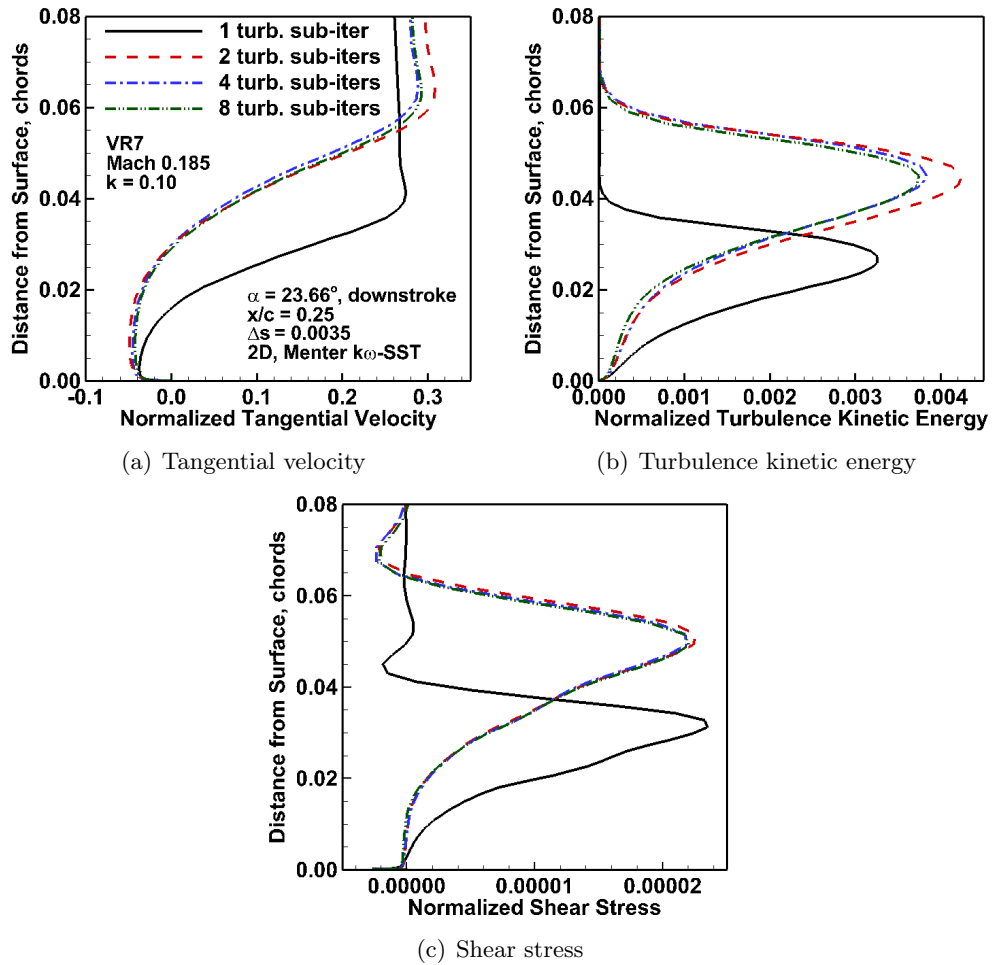 1 turb. sub-iter
2 turb. sub-iters
4 turb. sub-iters
8 turb. sub-iters
VR7
Mach 0.185
k = 0.10
α = 23.66°, downstroke
x/c = 0.25
Δs = 0.0035
2D, Menter kω-SST
Distance from Surface, chords
0.08
0.06
0.04
0.02
0.00
-0.1 0.0 0.1 0.2 0.3
Normalized Tangential Velocity
(a) Tangential velocity
Distance from Surface, chords
0.08
0.06
0.04
0.02
0.00
0.000 0.001 0.002 0.003 0.004
Normalized Turbulence Kinetic Energy
(b) Turbulence kinetic energy
Distance from Surface, chords
0.08
0.06
0.04
0.02
0.00
0.00000 0.00001 0.00002
Normalized Shear Stress
(c) Shear stress